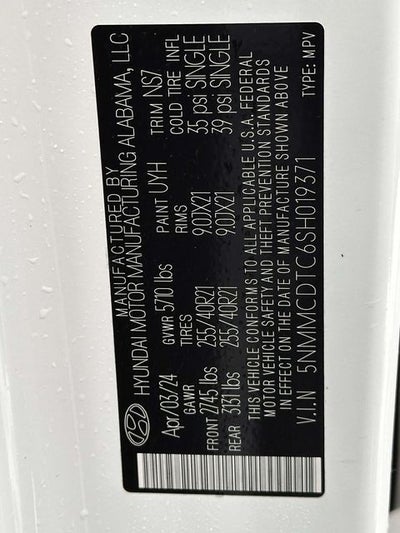 MANUFACTURED BY
HYUNDAI MOTOR MANUFACTURING ALABAMA, LLC
Apr/03/24 GVWR 5710 lbs PAINT UYH TRIM NS7
GAWR TIRES RIMS COLD TIRE INFL
FRONT 2745 lbs 255/40R21 9.0JX21 35 psi SINGLE
REAR 3131 lbs 255/40R21 9.0JX21 39 psi SINGLE
THIS VEHICLE CONFORMS TO ALL APPLICABLE U.S.A. FEDERAL
MOTOR VEHICLE SAFETY AND THEFT PREVENTION STANDARDS
IN EFFECT ON THE DATE OF MANUFACTURE SHOWN ABOVE.
V.I.N 5NMMCDTC6SH019371 TYPE: MPV